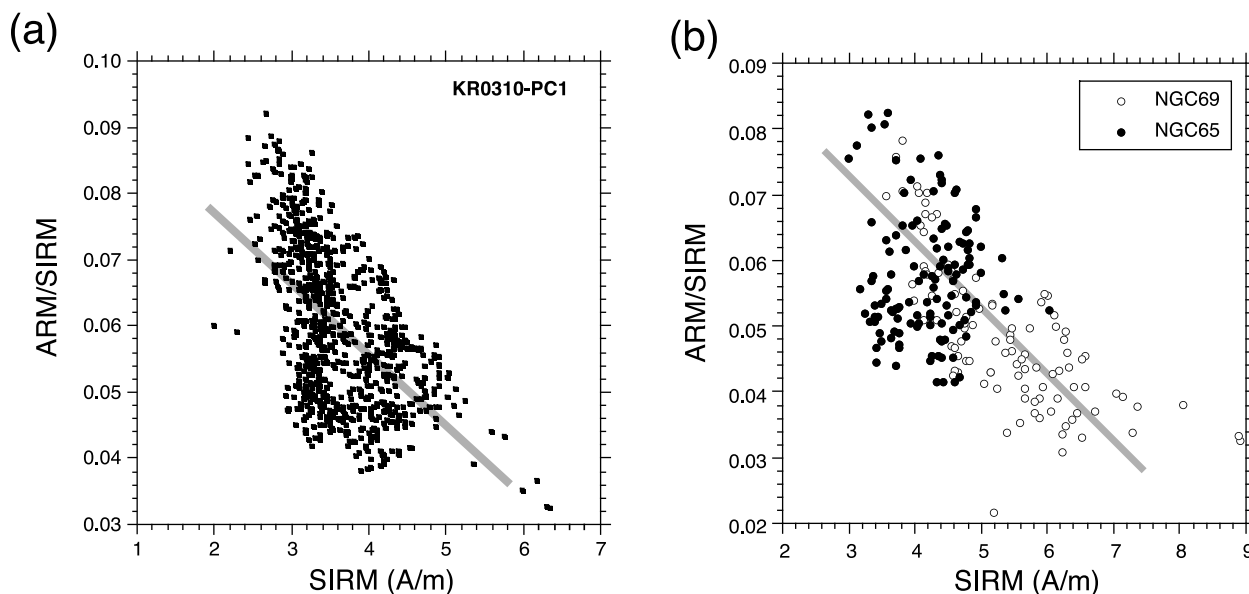 (a)
KR0310-PC1
ARM/SIRM
0.10
0.09
0.08
0.07
0.06
0.05
0.04
0.03
1 2 3 4 5 6 7
SIRM (A/m)
(b)
NGC69
NGC65
ARM/SIRM
0.09
0.08
0.07
0.06
0.05
0.04
0.03
0.02
2 3 4 5 6 7 8 9
SIRM (A/m)